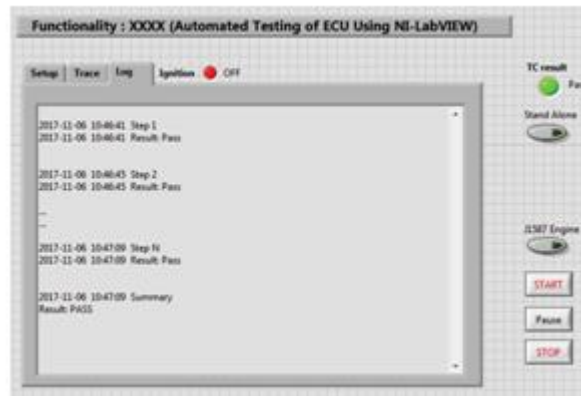 Functionality : XXXX (Automated Testing of ECU Using NI-LabVIEW)
Setup Trace Log Ignition OFF
TC result
Pa
Stand Alone
2017-11-06 10:46:41 Step 1
2017-11-06 10:46:41 Result: Pass
2017-11-06 10:46:45 Step 2
2017-11-06 10:46:45 Result: Pass
...
...
2017-11-06 10:47:09 Step N
2017-11-06 10:47:09 Result: Pass
2017-11-06 10:47:09 Summary
Result: PASS
J1587 Engine
START
Pause
STOP